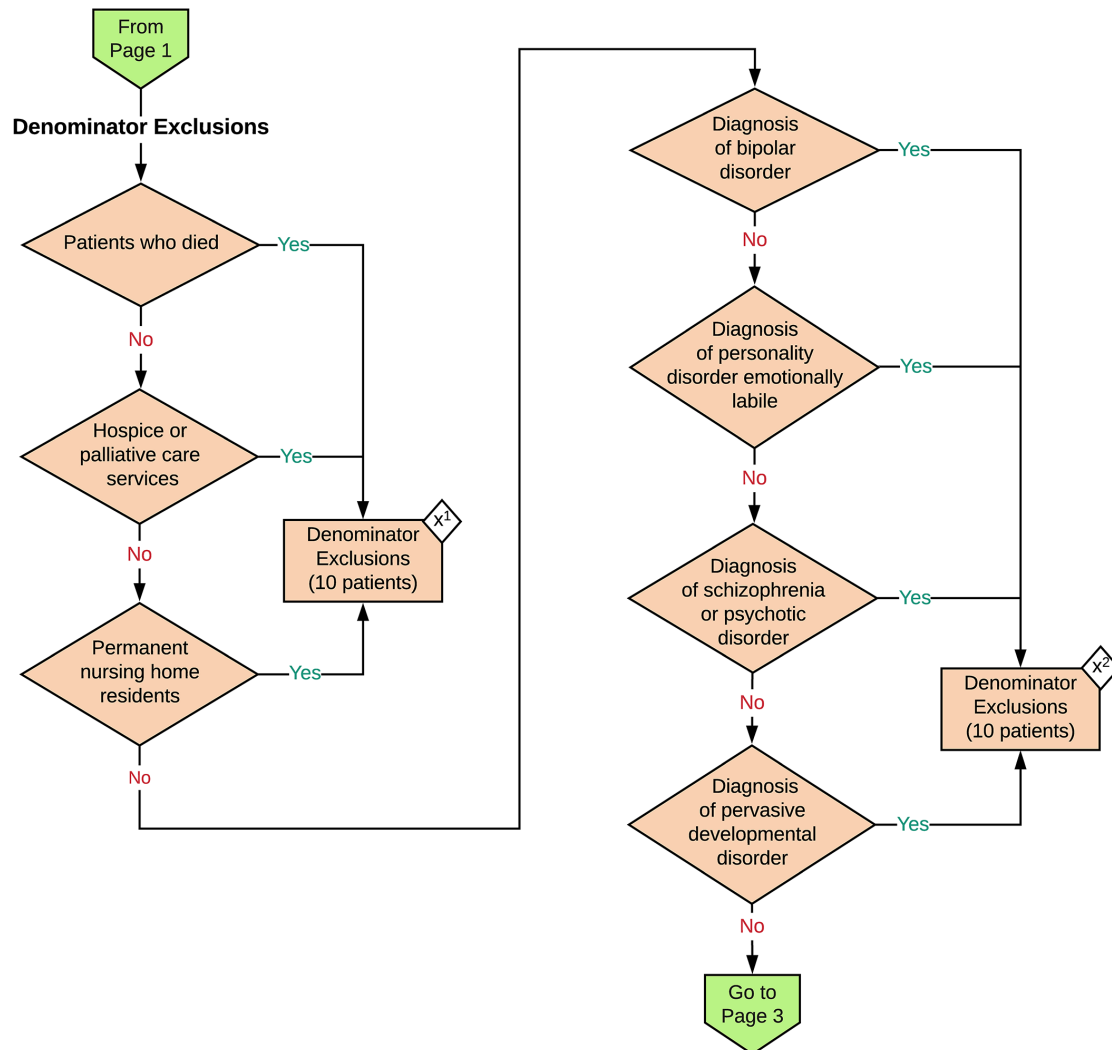 From
Page 1
Denominator Exclusions
Patients who died
Yes
No
Hospice or
palliative care
services
Yes
No
x¹
Denominator
Exclusions
(10 patients)
Permanent
nursing home
residents
Yes
No
Diagnosis
of bipolar
disorder
Yes
No
Diagnosis
of personality
disorder emotionally
labile
Yes
No
Diagnosis
of schizophrenia
or psychotic
disorder
Yes
No
x²
Denominator
Exclusions
(10 patients)
Diagnosis
of pervasive
developmental
disorder
Yes
No
Go to
Page 3